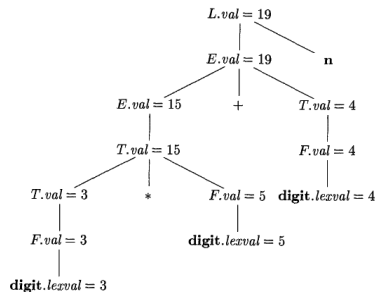 L.val = 19
E.val = 19 n
E.val = 15 + T.val = 4
T.val = 15 F.val = 4
T.val = 3 * F.val = 5 digit.lexval = 4
F.val = 3 digit.lexval = 5
digit.lexval = 3